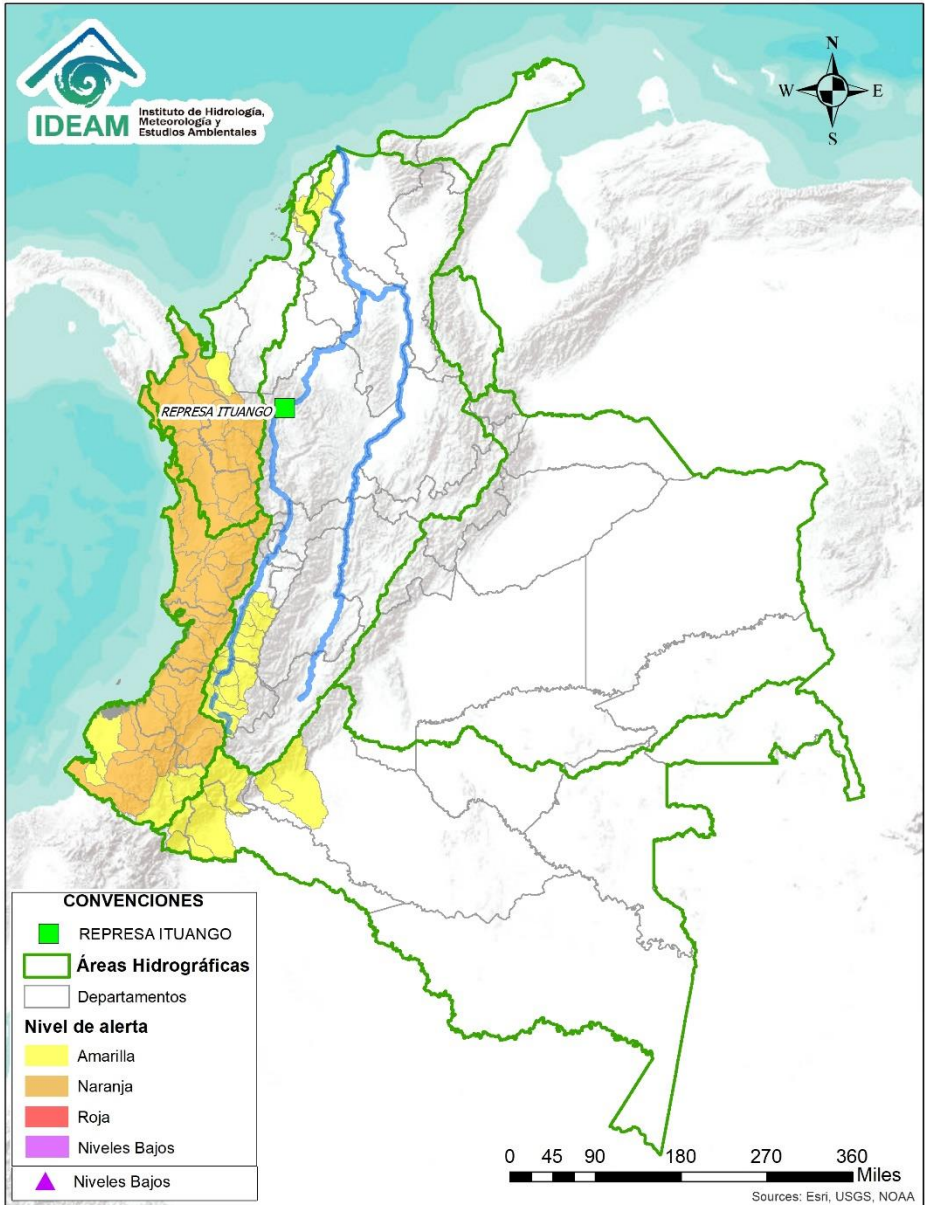 IDEAM
Instituto de Hidrología,
Meteorología y
Estudios Ambientales
N
W
E
S
REPRESA ITUANGO
CONVENCIONES
REPRESA ITUANGO
Áreas Hidrográficas
Departamentos
Nivel de alerta
Amarilla
Naranja
Roja
Niveles Bajos
Niveles Bajos
0 45 90 180 270 360
Miles
Sources: Esri, USGS, NOAA